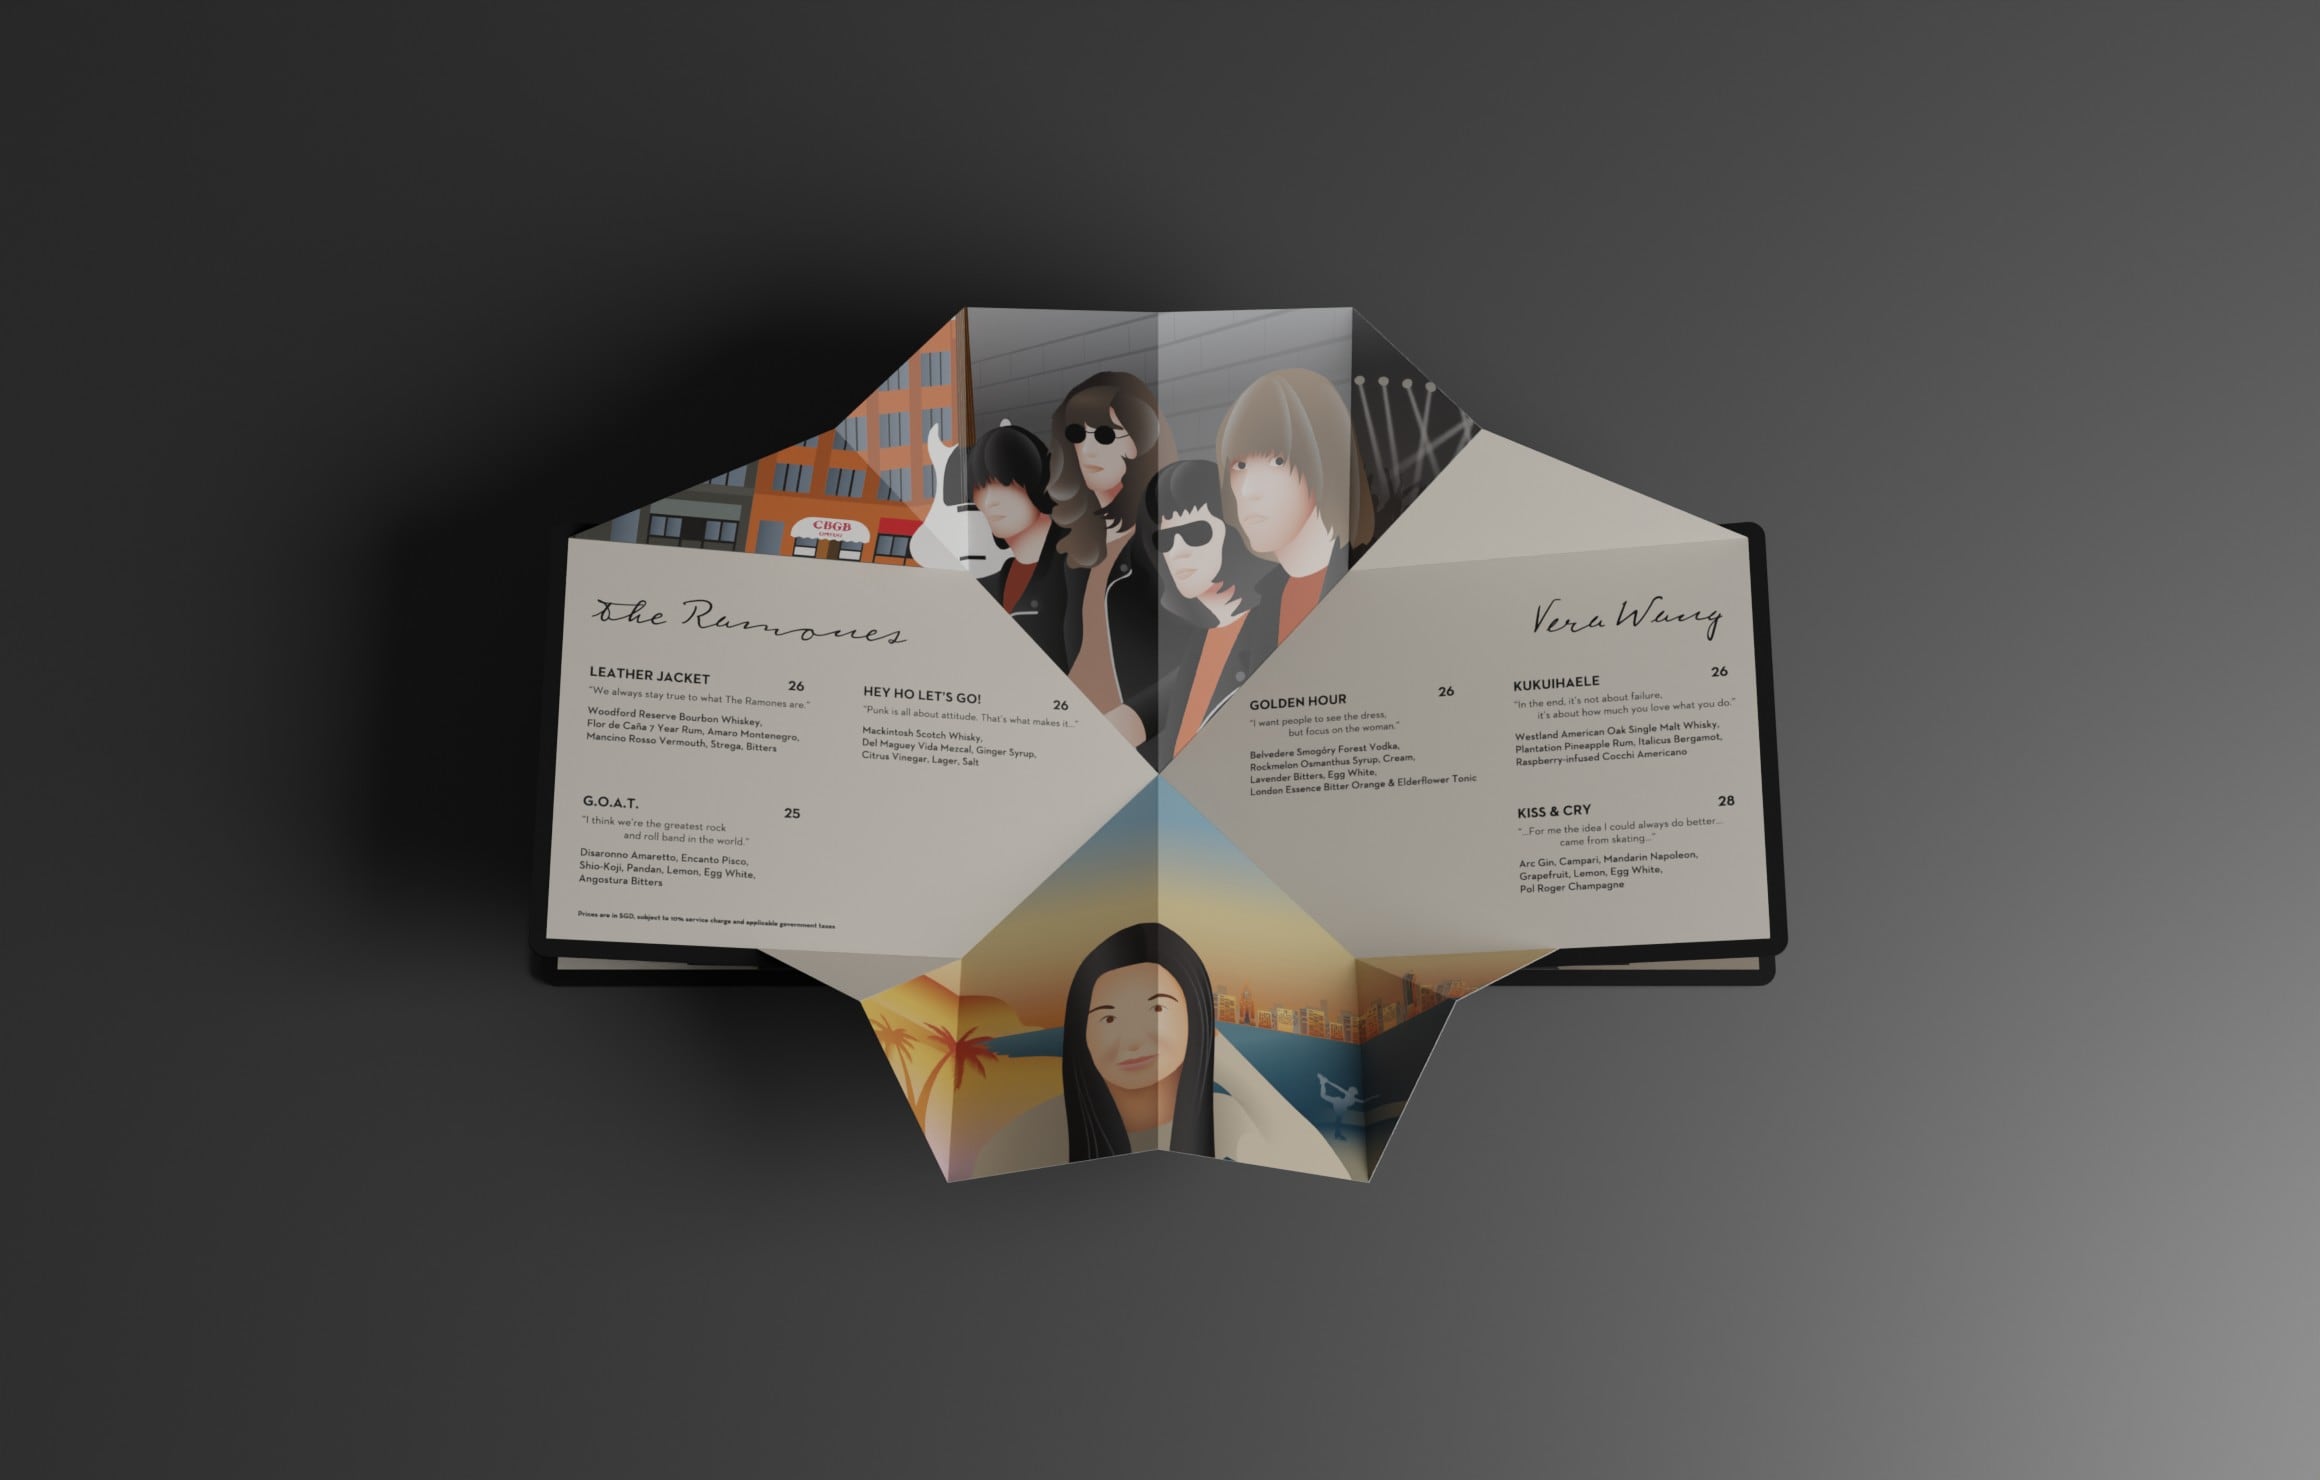 CBGB
The Ramones
LEATHER JACKET 26
"We always stay true to what The Ramones are."
Woodford Reserve Bourbon Whiskey,
Flor de Caña 7 Year Rum, Amaro Montenegro,
Mancino Rosso Vermouth, Strega, Bitters
G.O.A.T. 25
"I think we're the greatest rock
and roll band in the world."
Disaronno Amaretto, Encanto Pisco,
Shio-Koji, Pandan, Lemon, Egg White,
Angostura Bitters
Prices are in SGD, subject to 10% service charge and applicable government taxes
HEY HO LET'S GO! 26
"Punk is all about attitude. That's what makes it..."
Mackintosh Scotch Whisky,
Del Maguey Vida Mezcal, Ginger Syrup,
Citrus Vinegar, Lager, Salt
Vera Wang
GOLDEN HOUR 26
"I want people to see the dress,
but focus on the woman."
Belvedere Smogóry Forest Vodka,
Rockmelon Osmanthus Syrup, Cream,
Lavender Bitters, Egg White,
London Essence Bitter Orange & Elderflower Tonic
KUKUIHAELE 26
"In the end, it's not about failure,
it's about how much you love what you do."
Westland American Oak Single Malt Whisky,
Plantation Pineapple Rum, Italicus Bergamot,
Raspberry-infused Cocchi Americano
KISS & CRY 28
"...For me the idea I could always do better...
came from skating..."
Arc Gin, Campari, Mandarin Napoleon,
Grapefruit, Lemon, Egg White,
Pol Roger Champagne